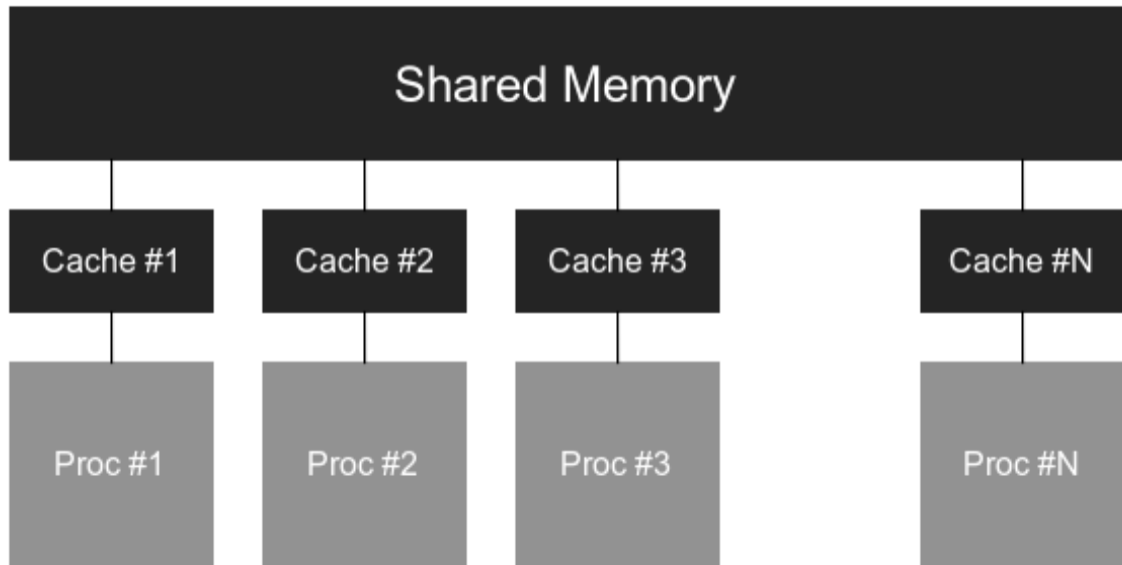 Shared Memory
Cache #1
Cache #2
Cache #3
Cache #N
Proc #1
Proc #2
Proc #3
Proc #N